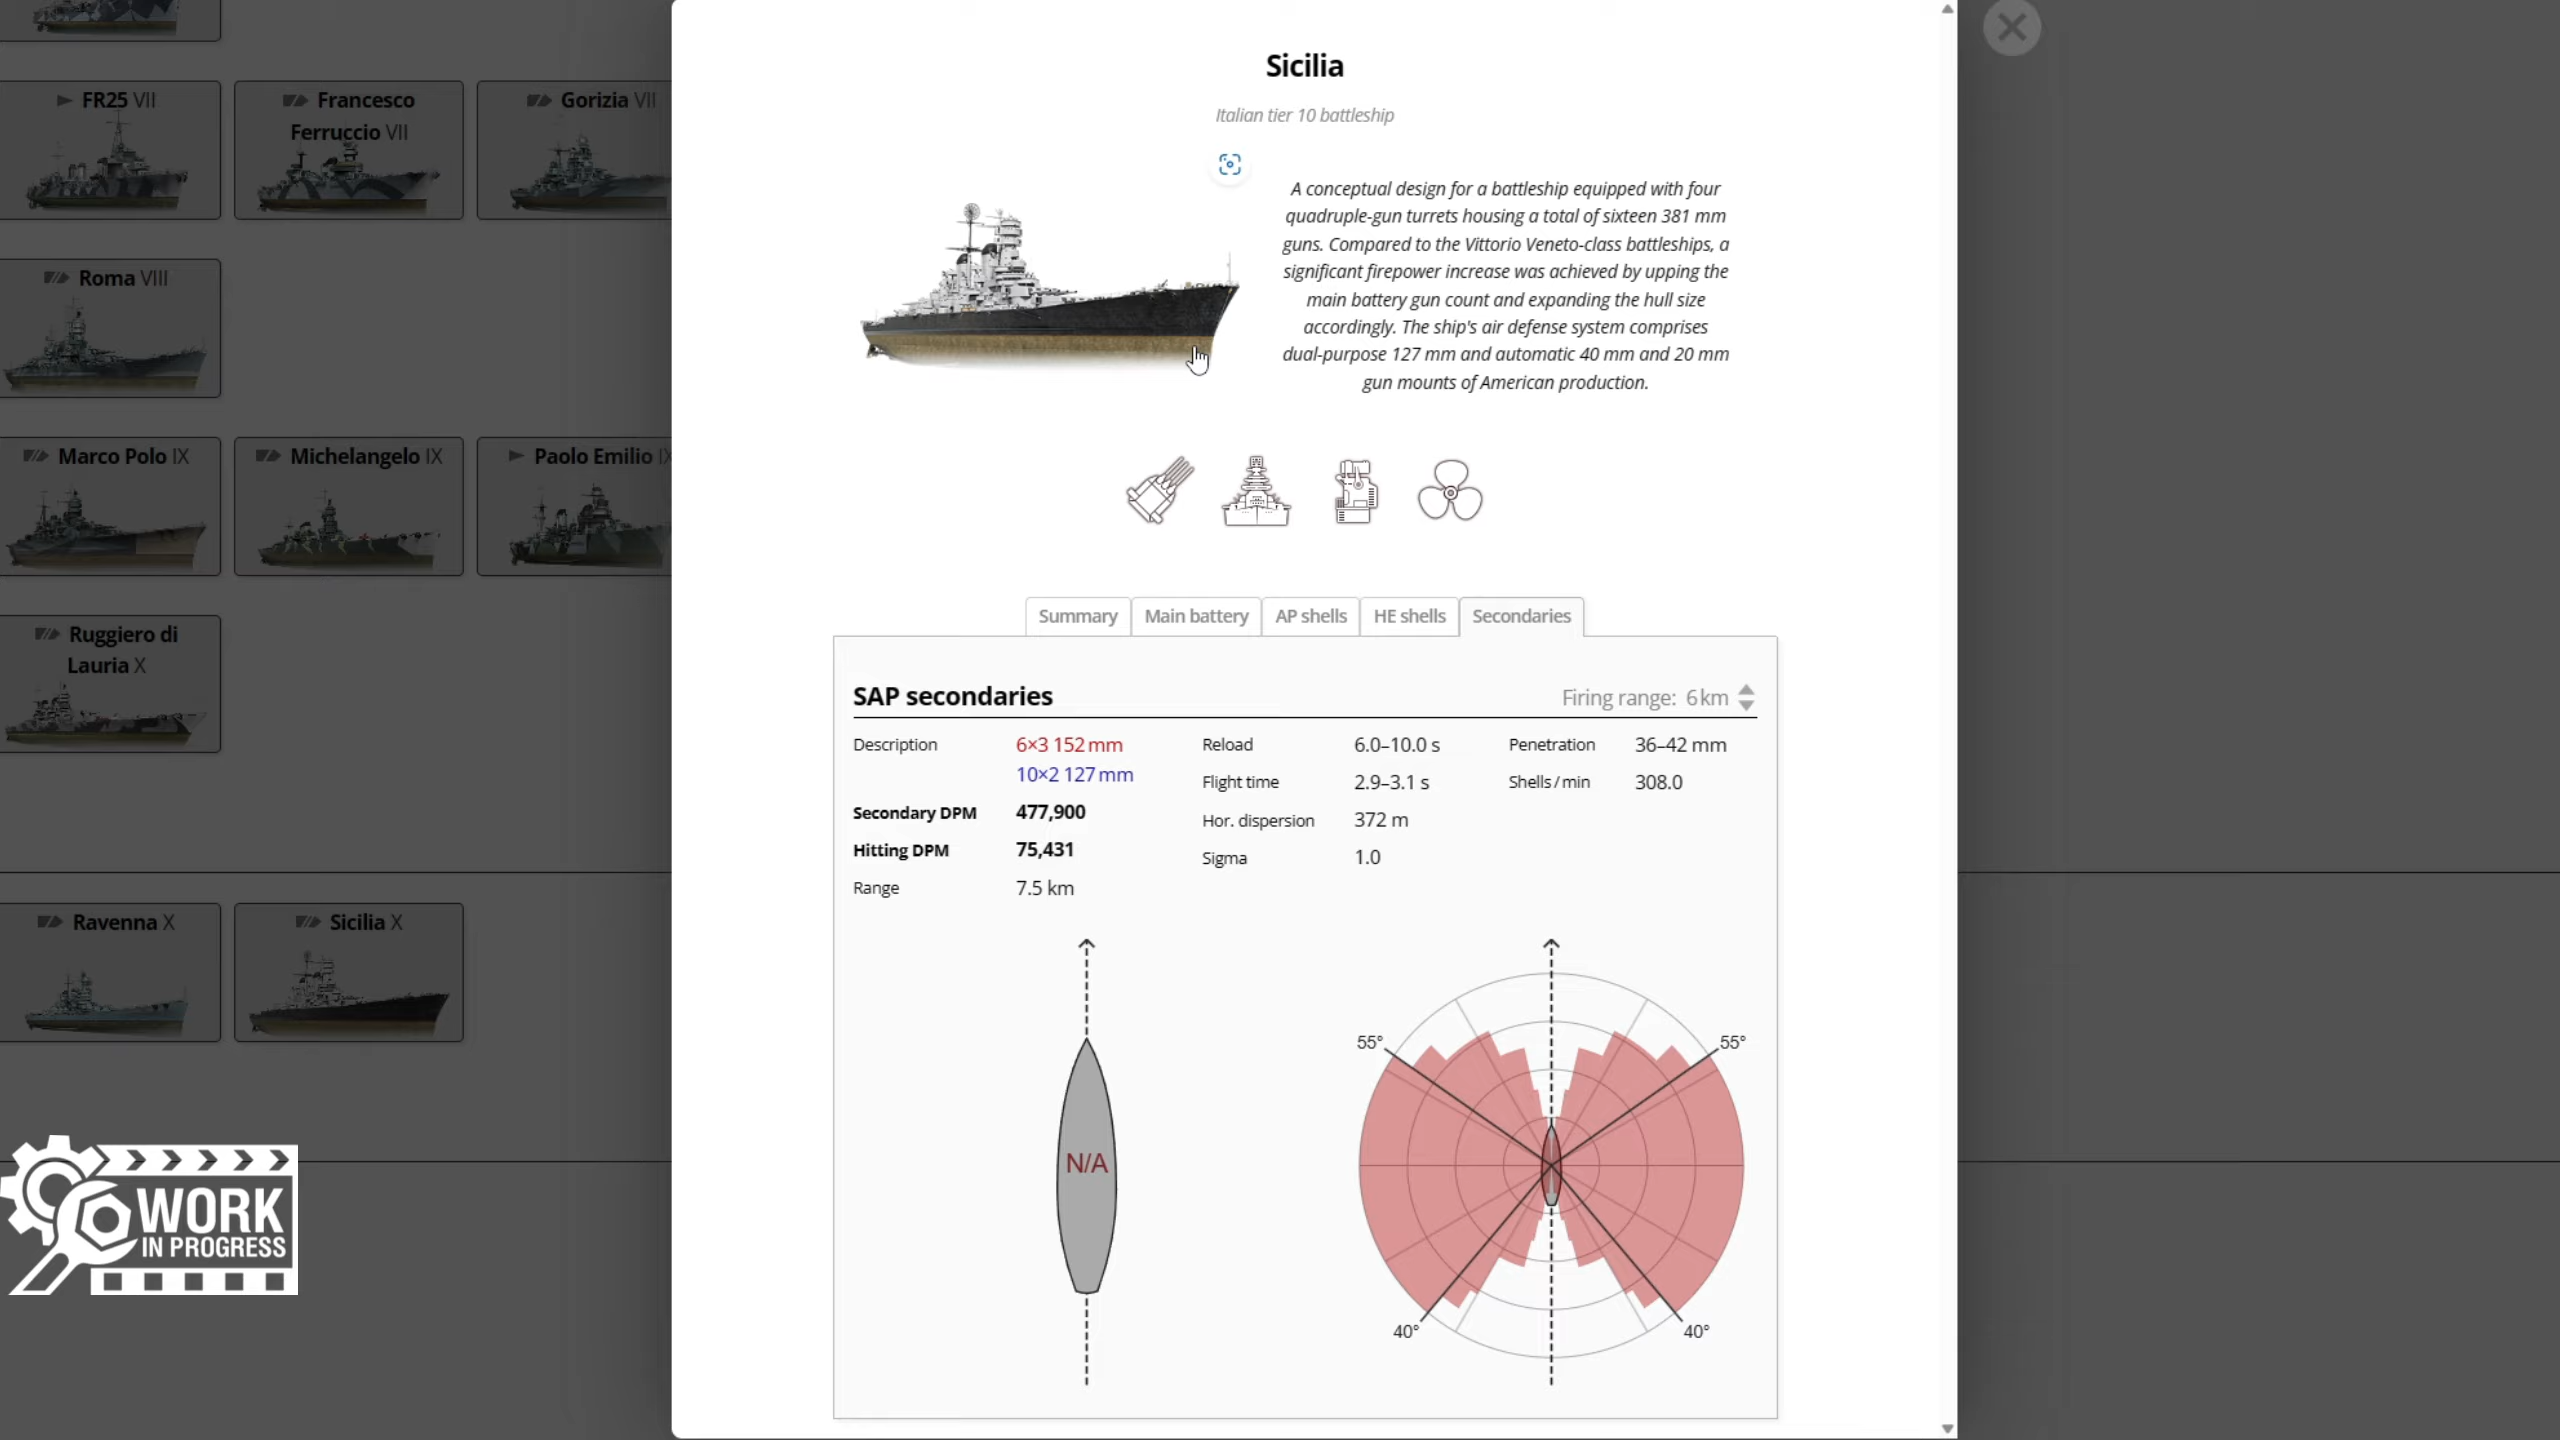 FR25 VII
Francesco
Ferruccio VII
Gorizia VII
Roma VIII
Marco Polo IX
Michelangelo IX
Paolo Emilio IX
Ruggiero di
Lauria X
Ravenna X
Sicilia X
WORK
IN PROGRESS
Sicilia
Italian tier 10 battleship
A conceptual design for a battleship equipped with four
quadruple-gun turrets housing a total of sixteen 381 mm
guns. Compared to the Vittorio Veneto-class battleships, a
significant firepower increase was achieved by upping the
main battery gun count and expanding the hull size
accordingly. The ship's air defense system comprises
dual-purpose 127 mm and automatic 40 mm and 20 mm
gun mounts of American production.
Summary
Main battery
AP shells
HE shells
Secondaries
SAP secondaries
Firing range: 6 km
Description
6×3 152 mm
10×2 127 mm
Secondary DPM
477,900
Hitting DPM
75,431
Range
7.5 km
Reload
6.0–10.0 s
Flight time
2.9–3.1 s
Hor. dispersion
372 m
Sigma
1.0
Penetration
36–42 mm
Shells / min
308.0
N/A
55°
55°
40°
40°